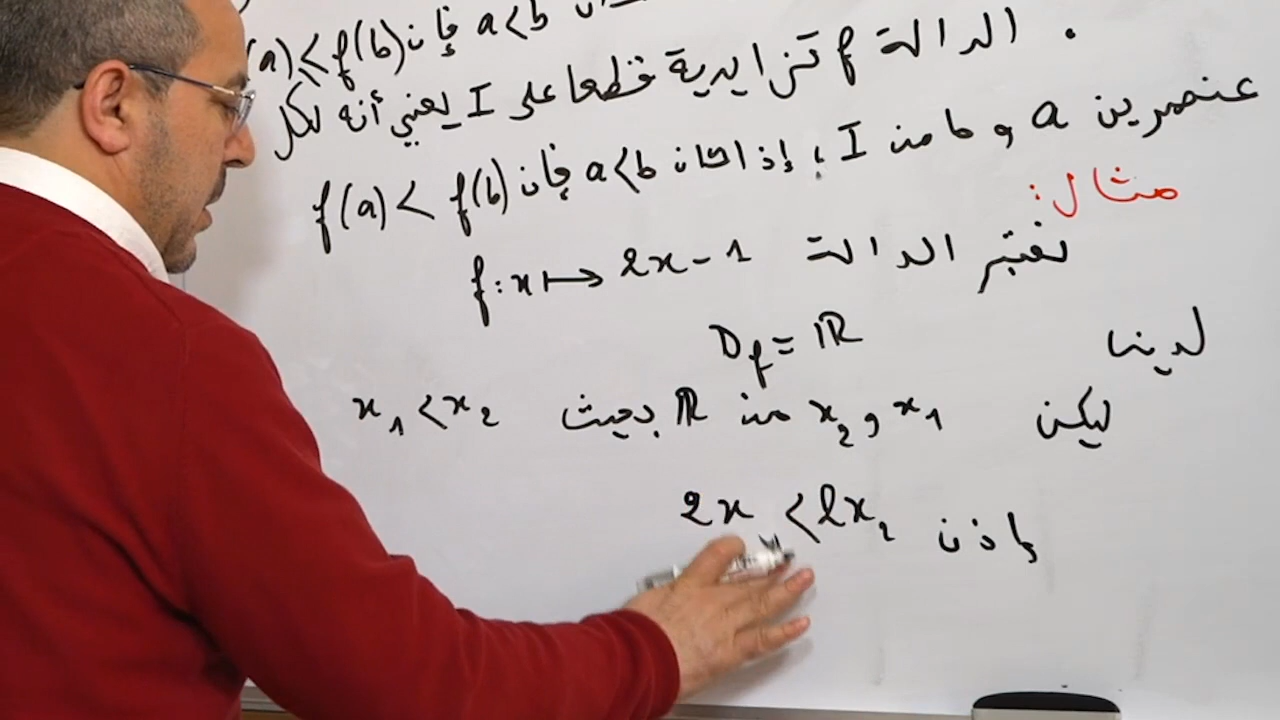 (a) ≤ f(b) فإن a<b
• الدالة f تزايدية قطعا على I يعني أنه لكل
عنصرين a و b من I ، إذا كان a<b فإن f(a) < f(b)
مثال:
نعتبر الدالة f: x ↦ 2x - 1
لدينا D_f = ℝ
ليكن x₁ و x₂ من ℝ بحيث x₁ < x₂
إذن 2x < 2x₂